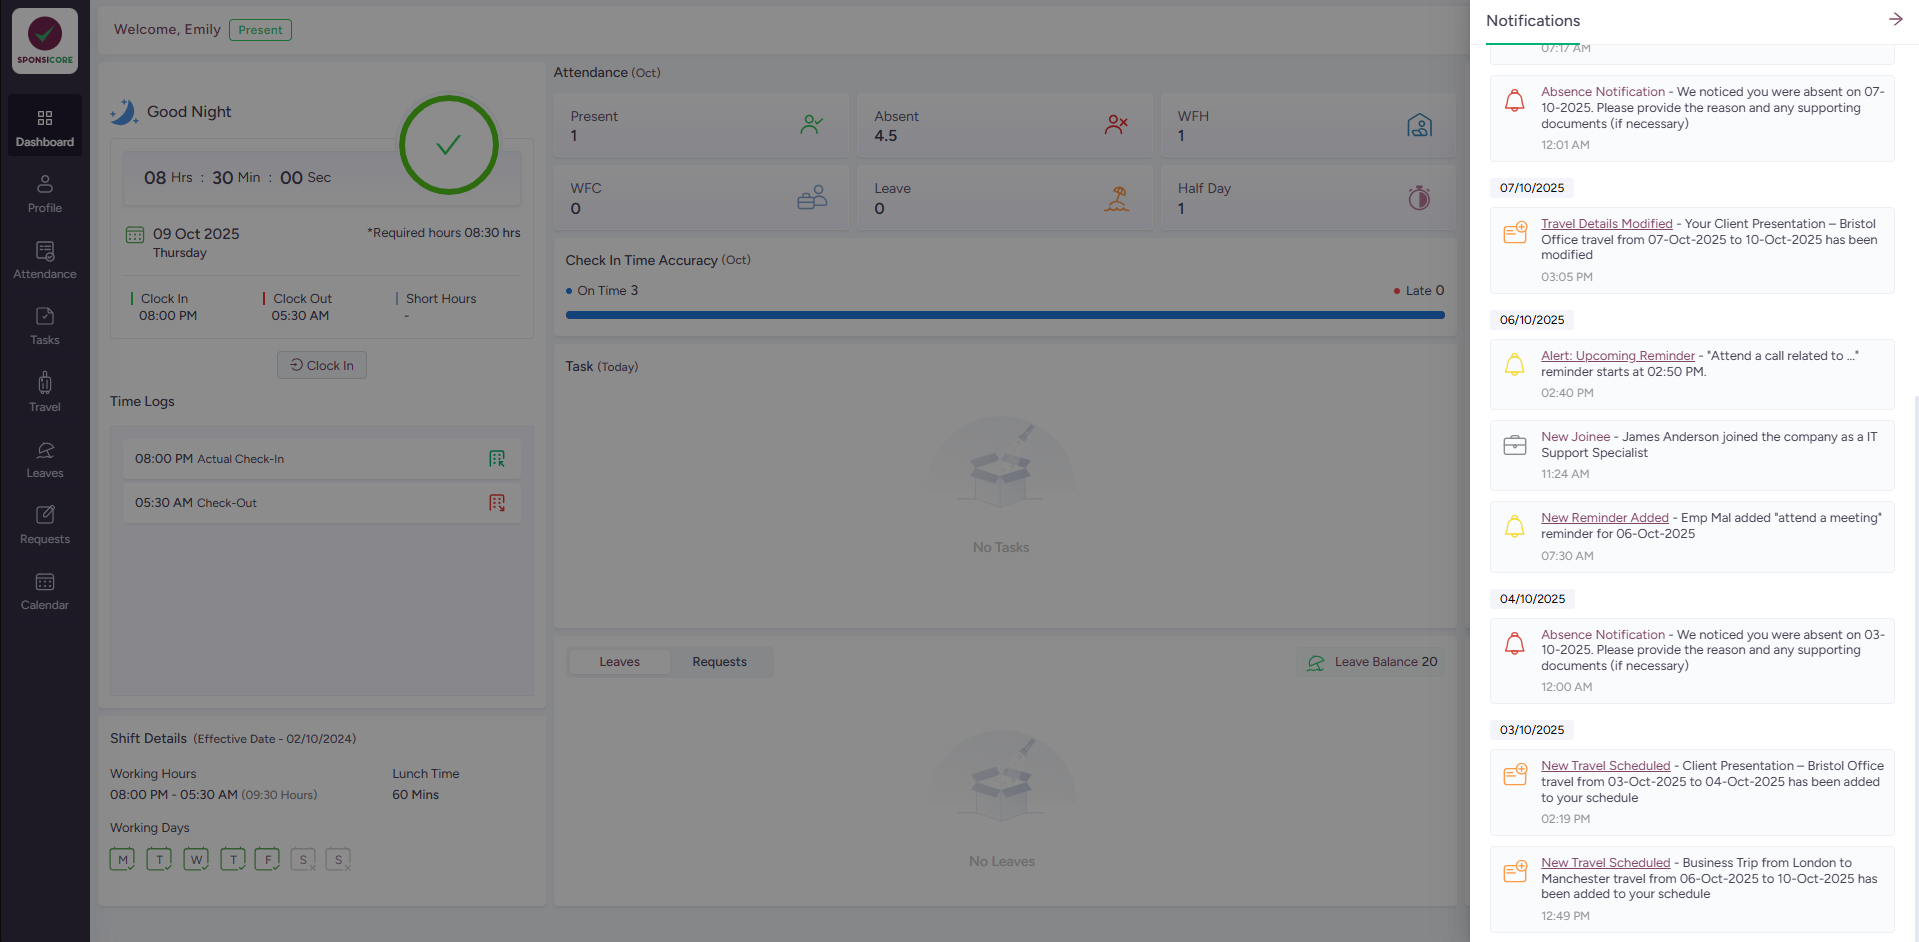 SPONSICORE
Dashboard
Profile
Attendance
Tasks
Travel
Leaves
Requests
Calendar
Welcome, Emily Present
Good Night
08 Hrs : 30 Min : 00 Sec
09 Oct 2025
Thursday
*Required hours 08:30 hrs
Clock In
08:00 PM
Clock Out
05:30 AM
Short Hours
-
Clock In
Time Logs
08:00 PM Actual Check-In
05:30 AM Check-Out
Shift Details (Effective Date - 02/10/2024)
Working Hours
08:00 PM - 05:30 AM (09:30 Hours)
Lunch Time
60 Mins
Working Days
M T W T F S S
Attendance (Oct)
Present
1
Absent
4.5
WFH
1
WFC
0
Leave
0
Half Day
1
Check In Time Accuracy (Oct)
On Time 3
Late 0
Task (Today)
No Tasks
Leaves Requests
Leave Balance 20
No Leaves
Notifications
07:17 AM
Absence Notification - We noticed you were absent on 07-
10-2025. Please provide the reason and any supporting
documents (if necessary)
12:01 AM
07/10/2025
Travel Details Modified - Your Client Presentation – Bristol
Office travel from 07-Oct-2025 to 10-Oct-2025 has been
modified
03:05 PM
06/10/2025
Alert: Upcoming Reminder - "Attend a call related to ..."
reminder starts at 02:50 PM.
02:40 PM
New Joinee - James Anderson joined the company as a IT
Support Specialist
11:24 AM
New Reminder Added - Emp Mal added "attend a meeting"
reminder for 06-Oct-2025
07:30 AM
04/10/2025
Absence Notification - We noticed you were absent on 03-
10-2025. Please provide the reason and any supporting
documents (if necessary)
12:00 AM
03/10/2025
New Travel Scheduled - Client Presentation – Bristol Office
travel from 03-Oct-2025 to 04-Oct-2025 has been added
to your schedule
02:19 PM
New Travel Scheduled - Business Trip from London to
Manchester travel from 06-Oct-2025 to 10-Oct-2025 has
been added to your schedule
12:49 PM